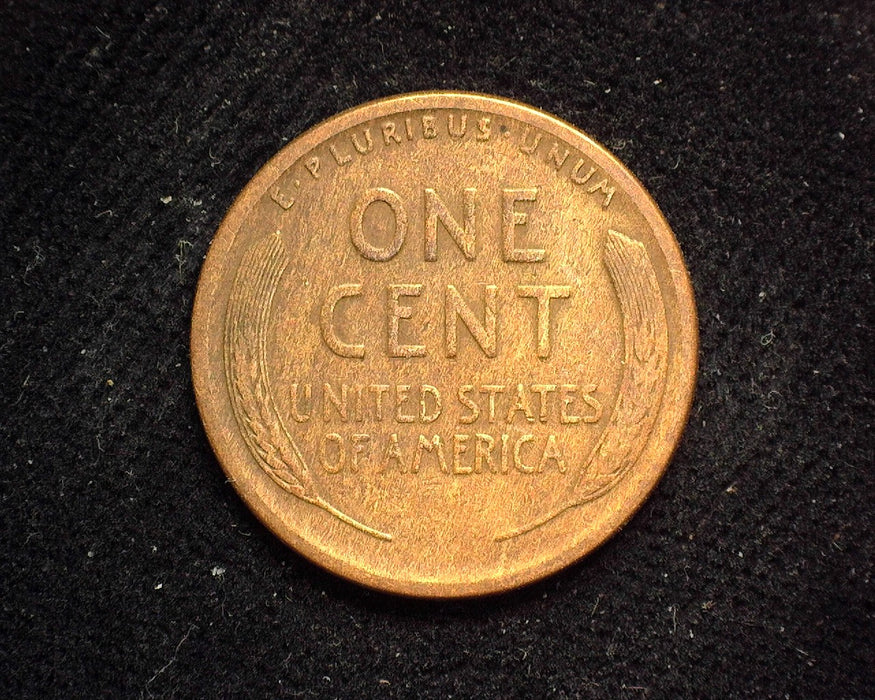 E·PLURIBUS·UNUM
ONE
CENT
UNITED STATES
OF AMERICA